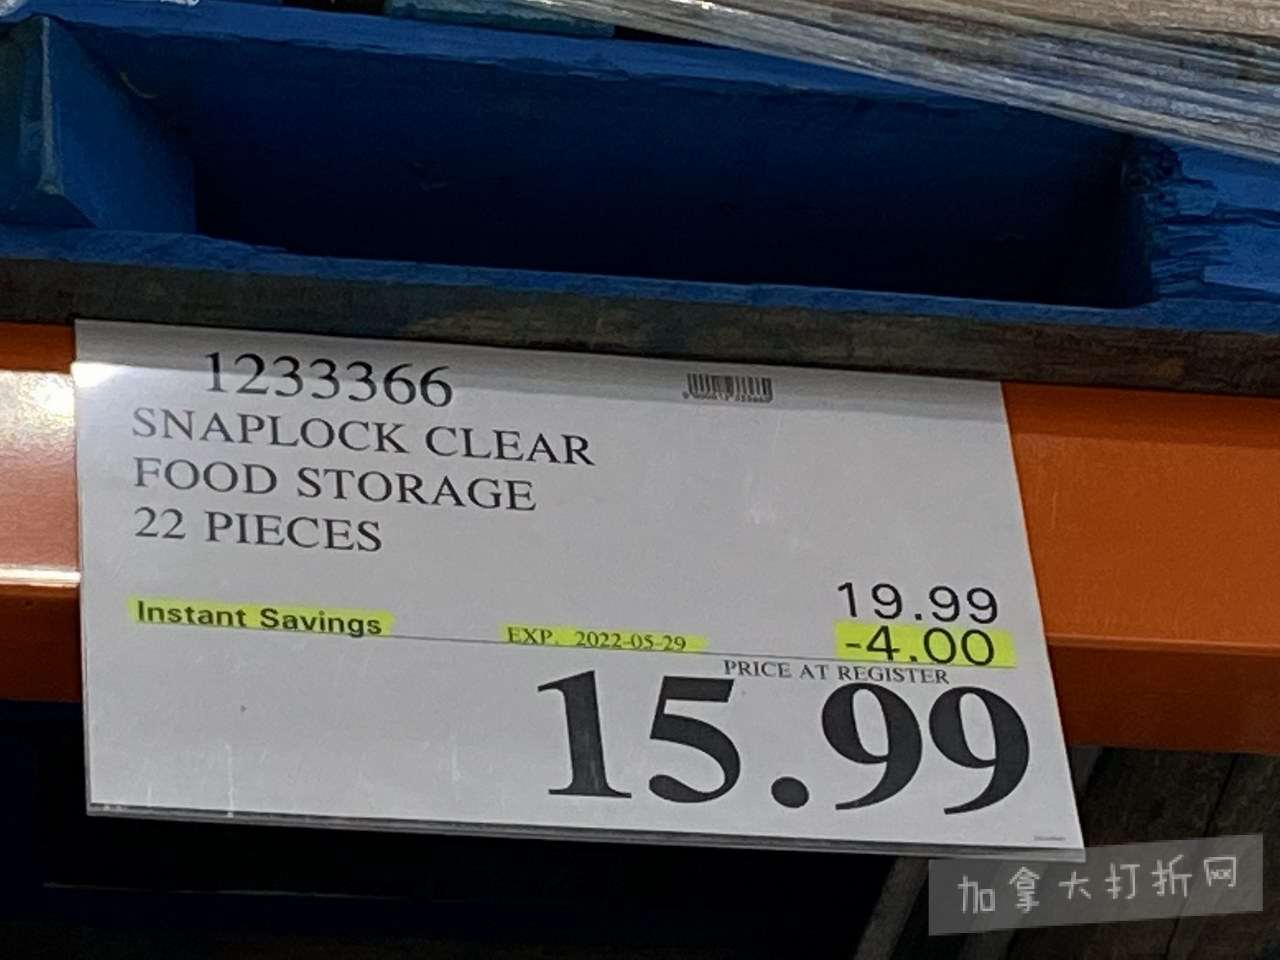 1233366
SNAPLOCK CLEAR
FOOD STORAGE
22 PIECES
19.99
Instant Savings EXP. 2022-05-29 -4.00
PRICE AT REGISTER
15.99
加拿大打折网